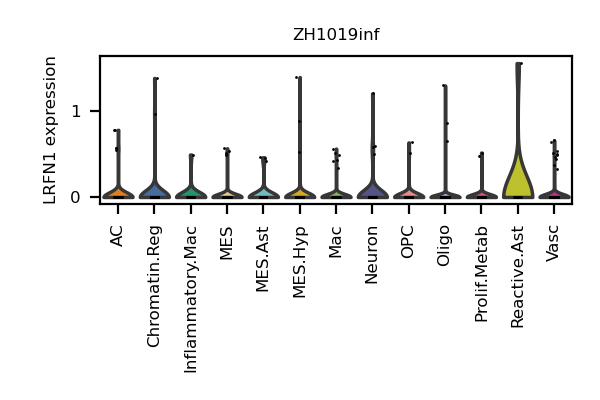 ZH1019inf
LRFN1 expression
1
0
AC
Chromatin.Reg
Inflammatory.Mac
MES
MES.Ast
MES.Hyp
Mac
Neuron
OPC
Oligo
Prolif.Metab
Reactive.Ast
Vasc